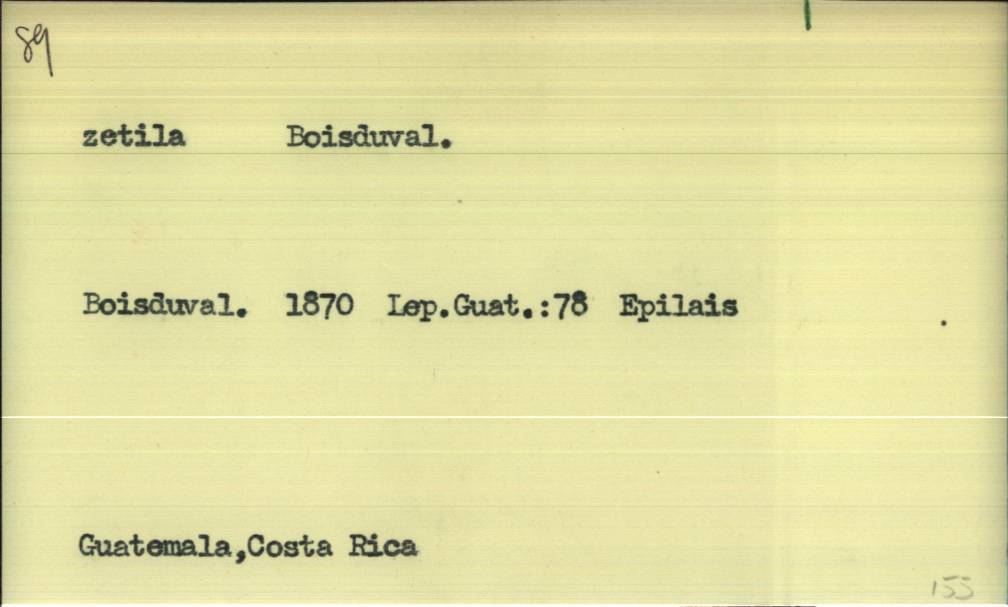 89
zetila Boisduval.
Boisduval. 1870 Lep.Guat.:78 Epilais
Guatemala,Costa Rica
155